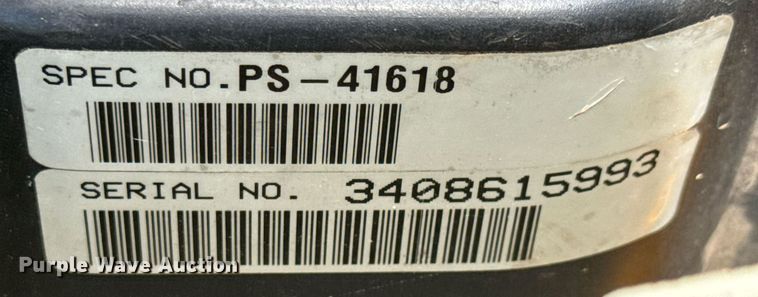 SPEC NO. PS-41618
SERIAL NO. 3408615993
Purple Wave Auction